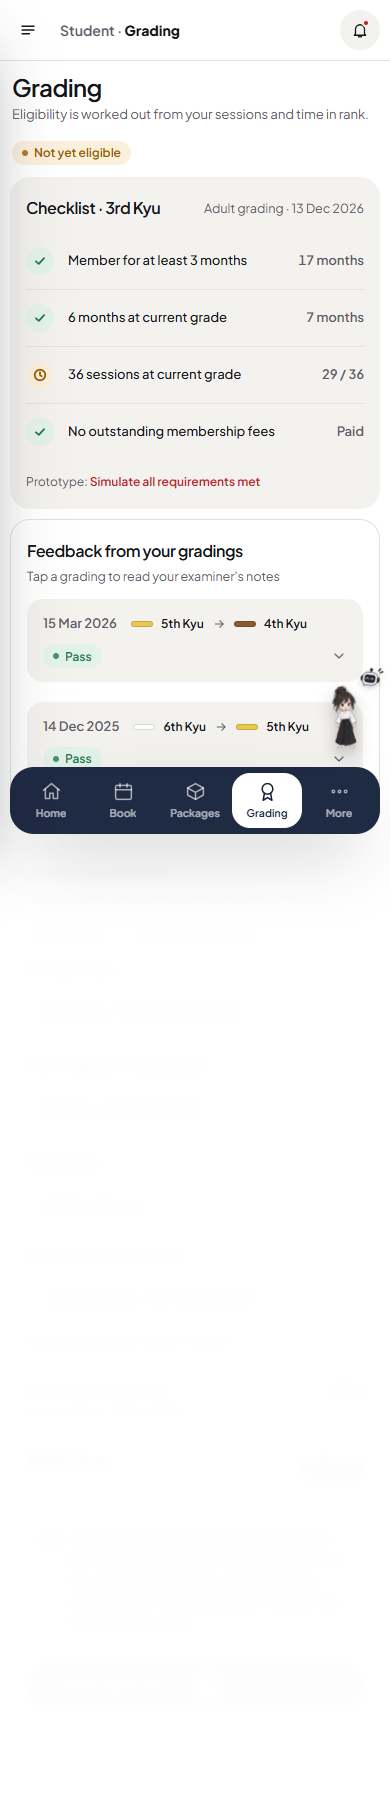 Student · Grading
Grading
Eligibility is worked out from your sessions and time in rank.
Not yet eligible
Checklist · 3rd Kyu
Adult grading · 13 Dec 2026
Member for at least 3 months
17 months
6 months at current grade
7 months
36 sessions at current grade
29 / 36
No outstanding membership fees
Paid
Prototype: Simulate all requirements met
Feedback from your gradings
Tap a grading to read your examiner's notes
15 Mar 2026 5th Kyu → 4th Kyu
Pass
14 Dec 2025 6th Kyu → 5th Kyu
Pass
Home Book Packages Grading More